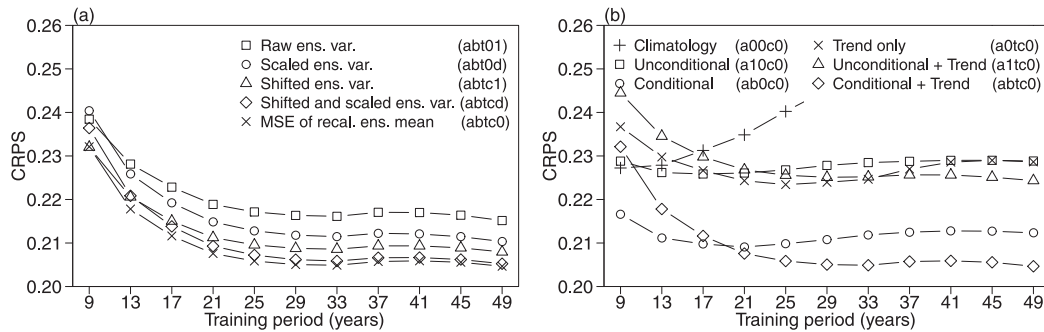 (a)
0.26
0.25
0.24
0.23
0.22
0.21
0.20
CRPS
Raw ens. var. (abt01)
Scaled ens. var. (abt0d)
Shifted ens. var. (abtc1)
Shifted and scaled ens. var. (abtcd)
MSE of recal. ens. mean (abtc0)
9 13 17 21 25 29 33 37 41 45 49
Training period (years)
(b)
0.26
0.25
0.24
0.23
0.22
0.21
0.20
CRPS
Climatology (a00c0) Trend only (a0tc0)
Unconditional (a10c0) Unconditional + Trend (a1tc0)
Conditional (ab0c0) Conditional + Trend (abtc0)
9 13 17 21 25 29 33 37 41 45 49
Training period (years)